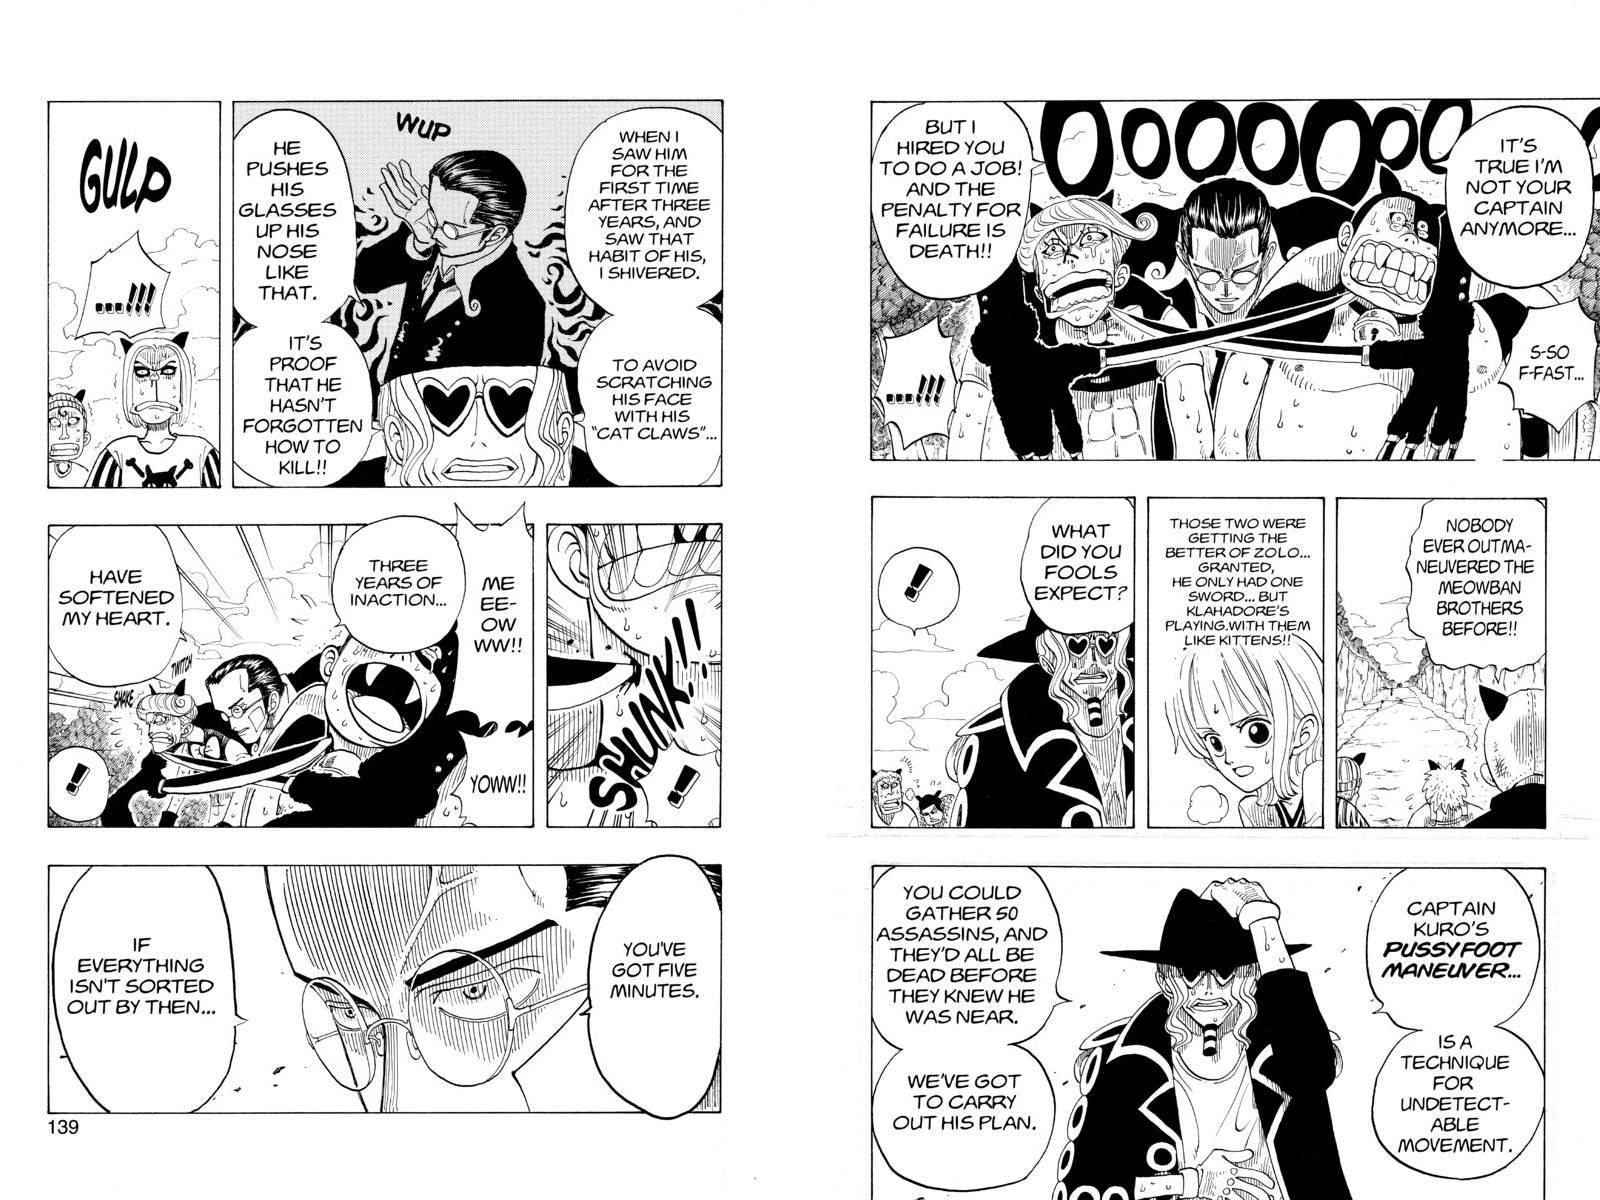 IT'S
TRUE I'M
NOT YOUR
CAPTAIN
ANYMORE...
OOOOOOOO
BUT I
HIRED YOU
TO DO A JOB!
AND THE
PENALTY FOR
FAILURE IS
DEATH!!
S-SO
F-FAST...
...!!!
NOBODY
EVER OUTMA-
NEUVERED THE
MEOWBAN
BROTHERS
BEFORE!!
THOSE TWO WERE
GETTING THE
BETTER OF ZOLO...
GRANTED,
HE ONLY HAD ONE
SWORD... BUT
KLAHADORE'S
PLAYING.WITH THEM
LIKE KITTENS!!
WHAT
DID YOU
FOOLS
EXPECT?
!
CAPTAIN
KURO'S
PUSSYFOOT
MANEUVER...
IS A
TECHNIQUE
FOR
UNDETECT-
ABLE
MOVEMENT.
YOU COULD
GATHER 50
ASSASSINS, AND
THEY'D ALL BE
DEAD BEFORE
THEY KNEW HE
WAS NEAR.
WE'VE GOT
TO CARRY
OUT HIS PLAN.
WHEN I
SAW HIM
FOR THE
FIRST TIME
AFTER THREE
YEARS, AND
SAW THAT
HABIT OF HIS,
I SHIVERED.
WUP
TO AVOID
SCRATCHING
HIS FACE
WITH HIS
"CAT CLAWS"...
HE
PUSHES
HIS
GLASSES
UP HIS
NOSE
LIKE
THAT.
IT'S
PROOF
THAT HE
HASN'T
FORGOTTEN
HOW TO
KILL!!
GULP
...!!!
SHUNK!!
!
ME
EE-
OW
WW!!
YOWW!!
THREE
YEARS OF
INACTION...
HAVE
SOFTENED
MY HEART.
TWITCH
SHAKE
!
YOU'VE
GOT FIVE
MINUTES.
IF
EVERYTHING
ISN'T SORTED
OUT BY THEN...
139